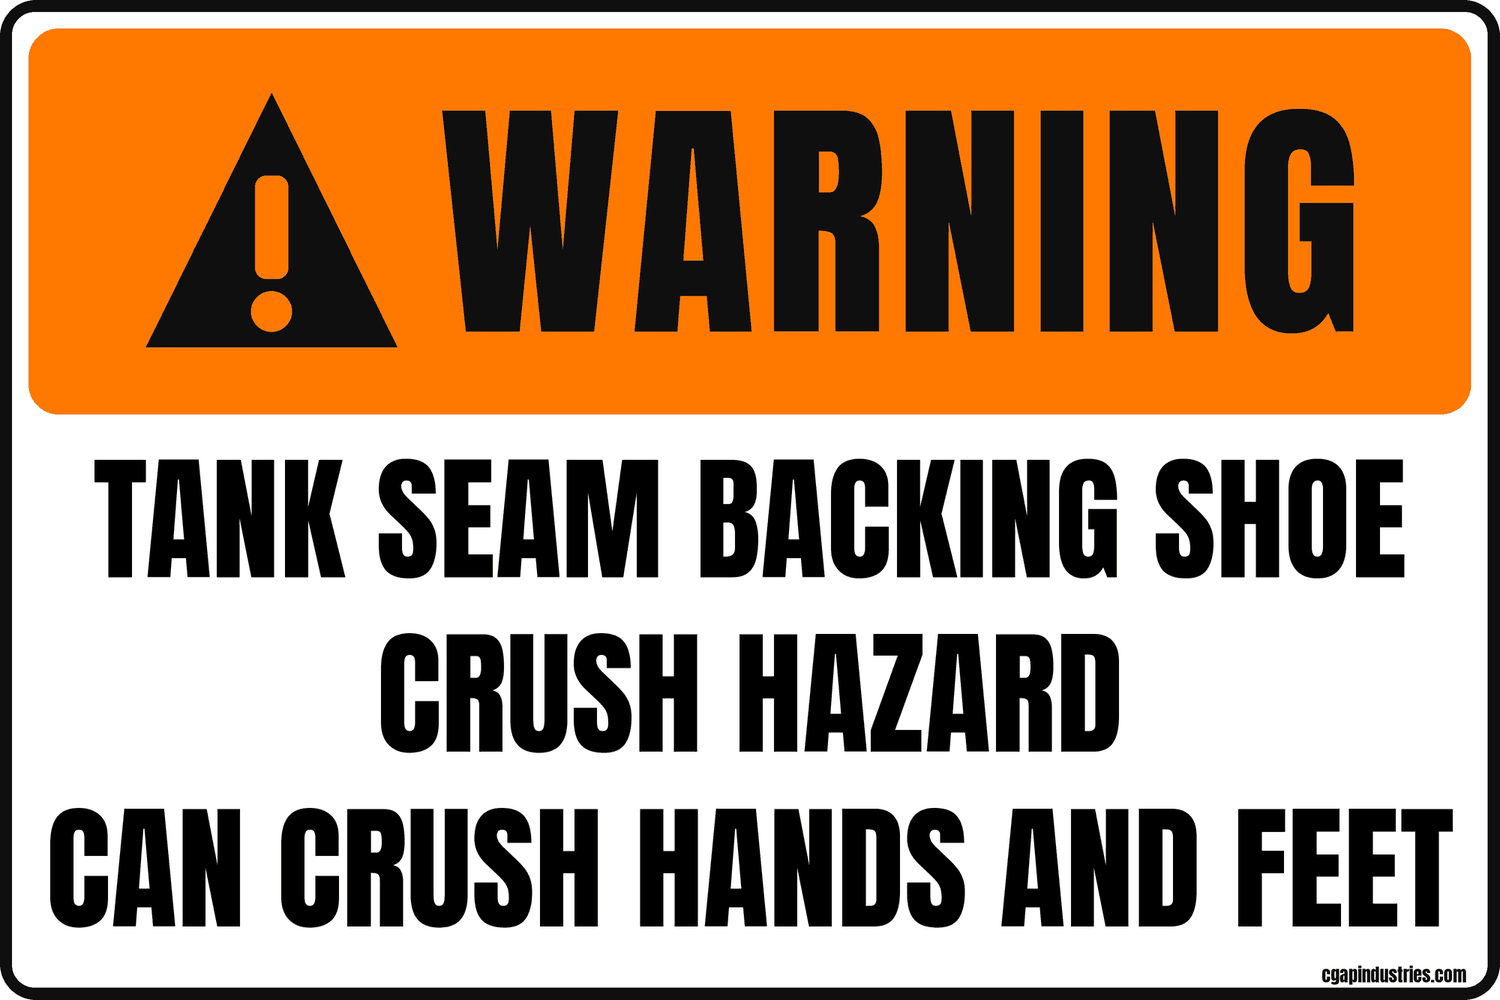 WARNING
TANK SEAM BACKING SHOE
CRUSH HAZARD
CAN CRUSH HANDS AND FEET
cgapindustries.com